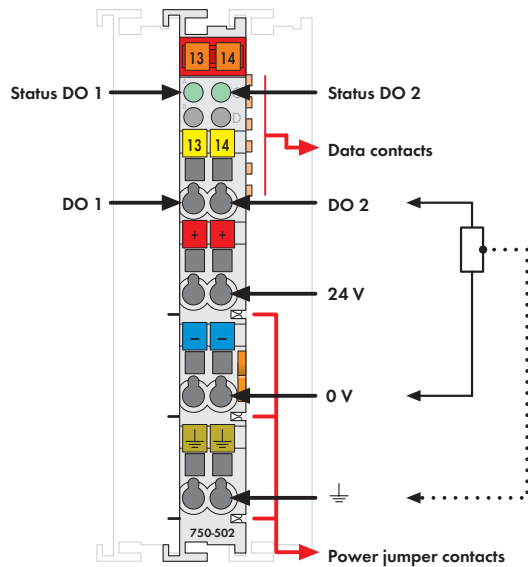 13 14
Status DO 1
Status DO 2
A
D
13 14
Data contacts
DO 1
DO 2
+ +
24 V
– –
0 V
750-502
Power jumper contacts